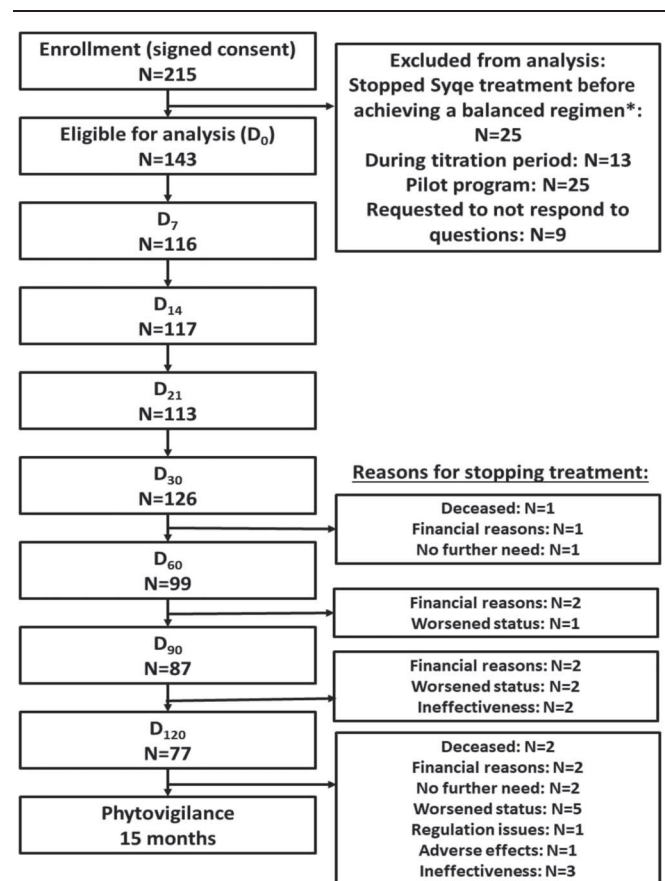 Enrollment (signed consent)
N=215
Excluded from analysis:
Stopped Syqe treatment before
achieving a balanced regimen*:
N=25
During titration period: N=13
Pilot program: N=25
Requested to not respond to
questions: N=9
Eligible for analysis (D₀)
N=143
D₇
N=116
D₁₄
N=117
D₂₁
N=113
D₃₀
N=126
Reasons for stopping treatment:
Deceased: N=1
Financial reasons: N=1
No further need: N=1
D₆₀
N=99
Financial reasons: N=2
Worsened status: N=1
D₉₀
N=87
Financial reasons: N=2
Worsened status: N=2
Ineffectiveness: N=2
D₁₂₀
N=77
Deceased: N=2
Financial reasons: N=2
No further need: N=2
Worsened status: N=5
Regulation issues: N=1
Adverse effects: N=1
Ineffectiveness: N=3
Phytovigilance
15 months